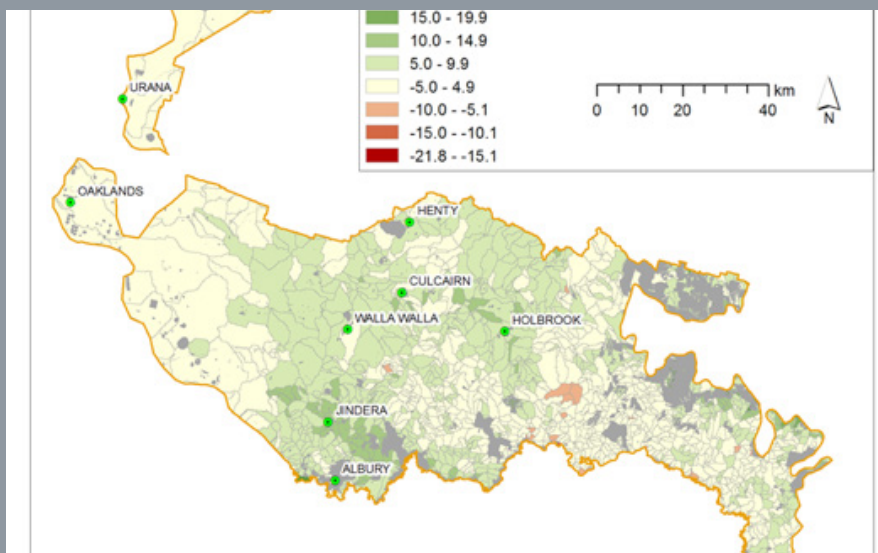 15.0 - 19.9
10.0 - 14.9
5.0 - 9.9
-5.0 - 4.9
-10.0 - -5.1
-15.0 - -10.1
-21.8 - -15.1
km
0 10 20 40
N
URANA
OAKLANDS
HENTY
CULCAIRN
WALLA WALLA
HOLBROOK
JINDERA
ALBURY